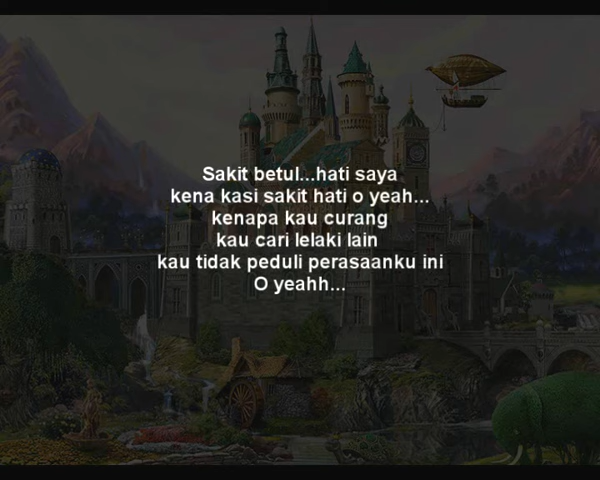 Sakit betul...hati saya
kena kasi sakit hati o yeah...
kenapa kau curang
kau cari lelaki lain
kau tidak peduli perasaanku ini
O yeahh...